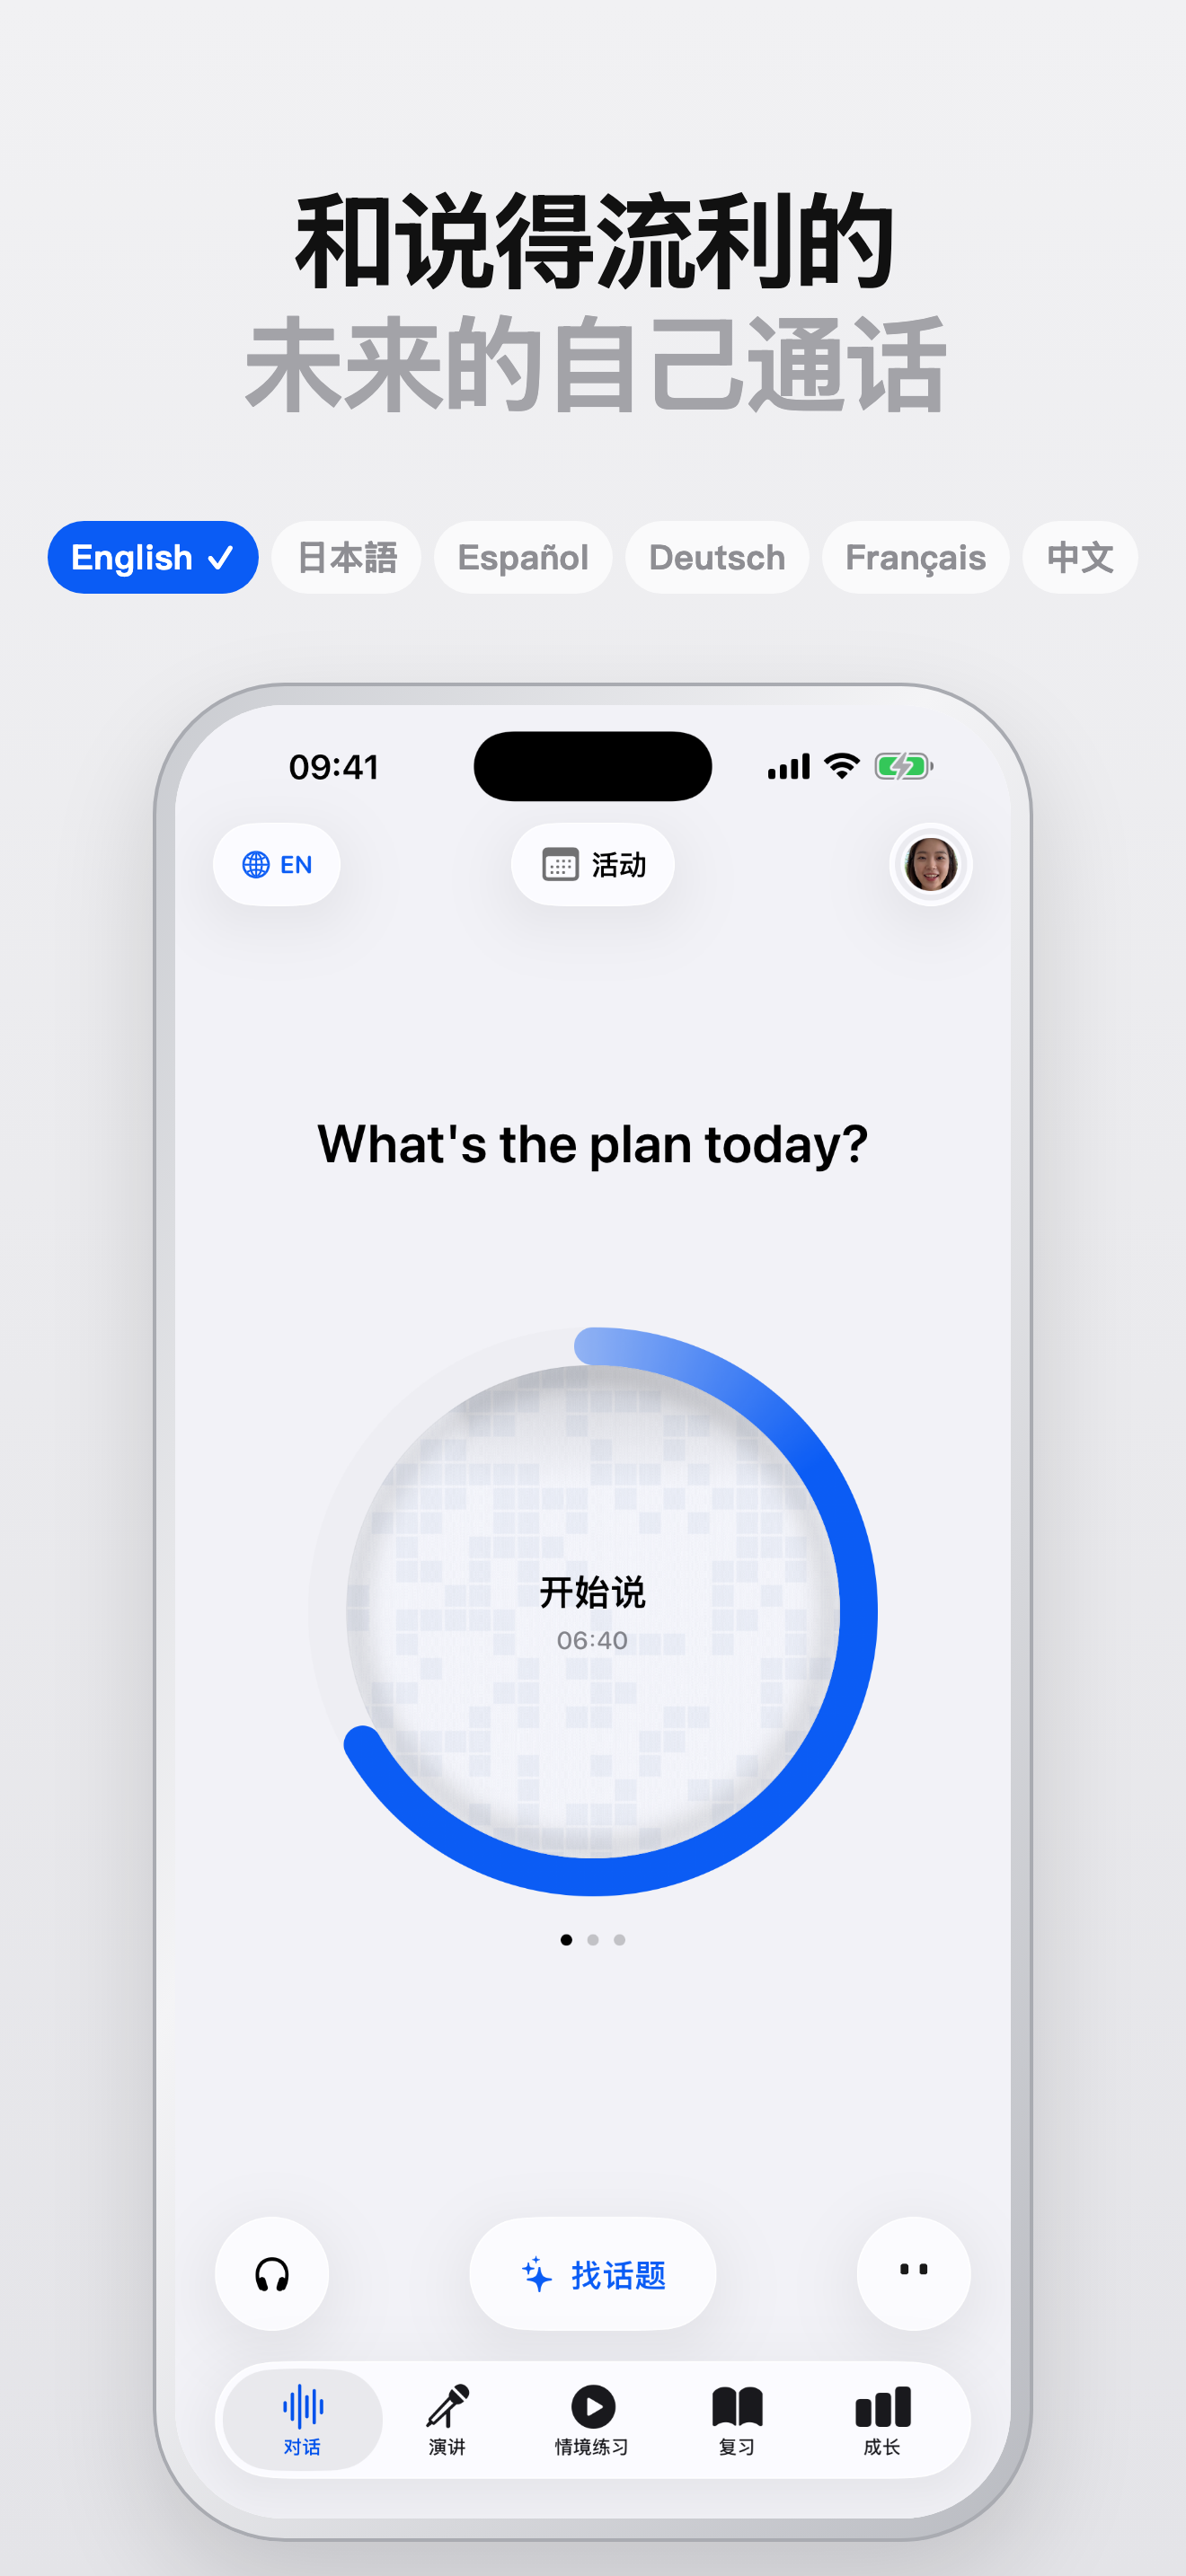 和说得流利的
未来的自己通话
English ✓ 日本語 Español Deutsch Français 中文
09:41
EN 活动
What's the plan today?
开始说
06:40
找话题
对话 演讲 情境练习 复习 成长